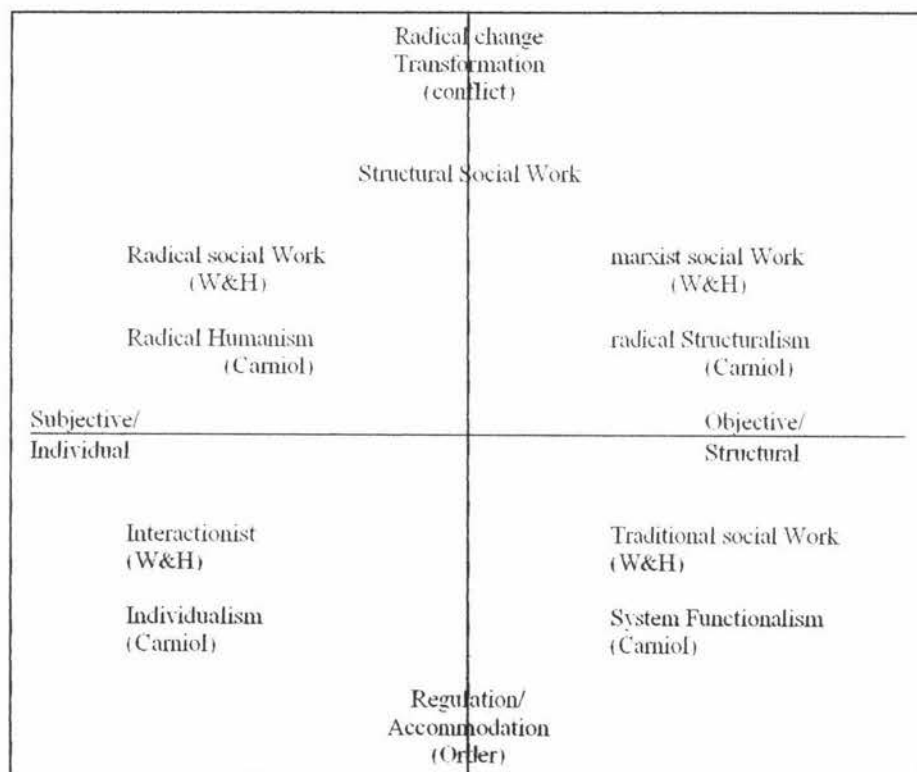 Radical change
Transformation
(conflict)
Structural Social Work
Radical social Work
(W&H)
marxist social Work
(W&H)
Radical Humanism
(Carniol)
radical Structuralism
(Carniol)
Subjective/
Individual
Objective/
Structural
Interactionist
(W&H)
Traditional social Work
(W&H)
Individualism
(Carniol)
System Functionalism
(Carniol)
Regulation/
Accommodation
(Order)